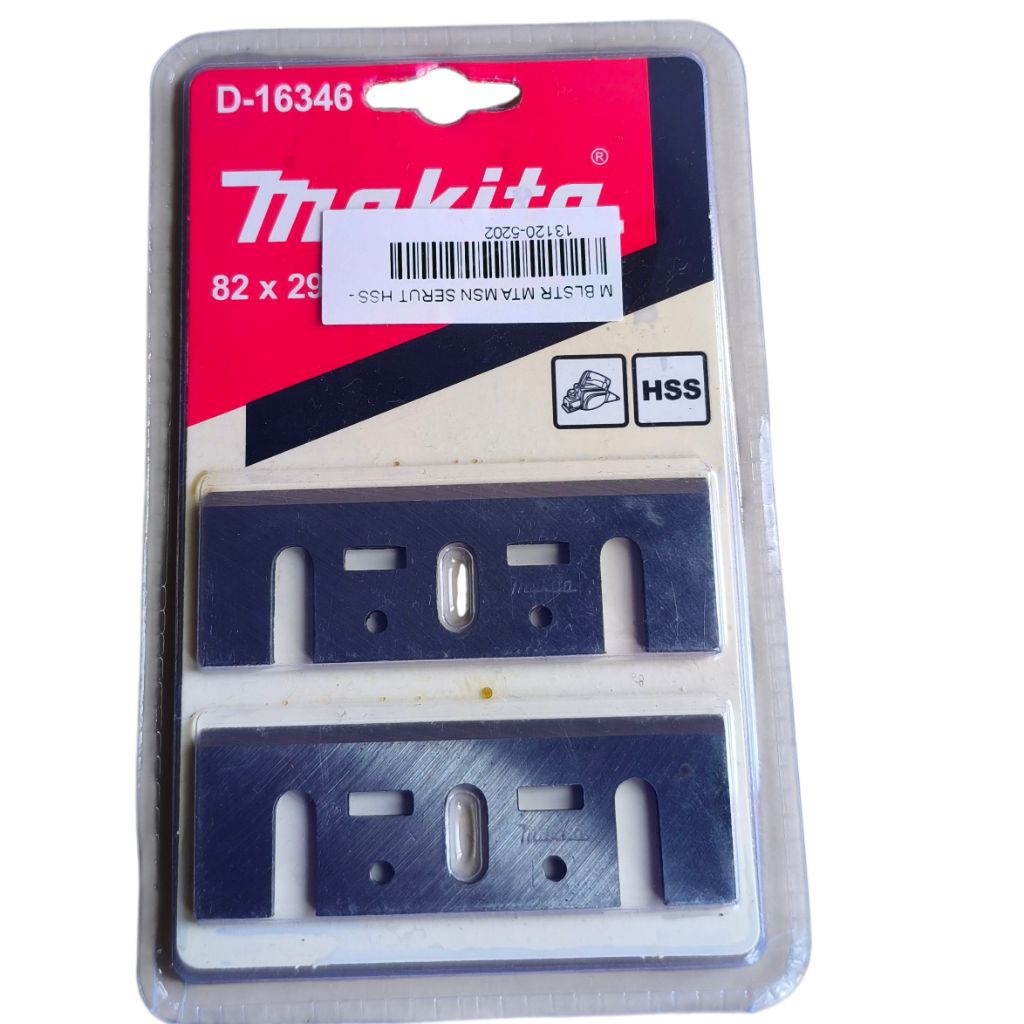 D-16346
makita®
82 x 29
M BLSTR MTA MSN SERUT HSS -
13120-5202
HSS
makita
makita